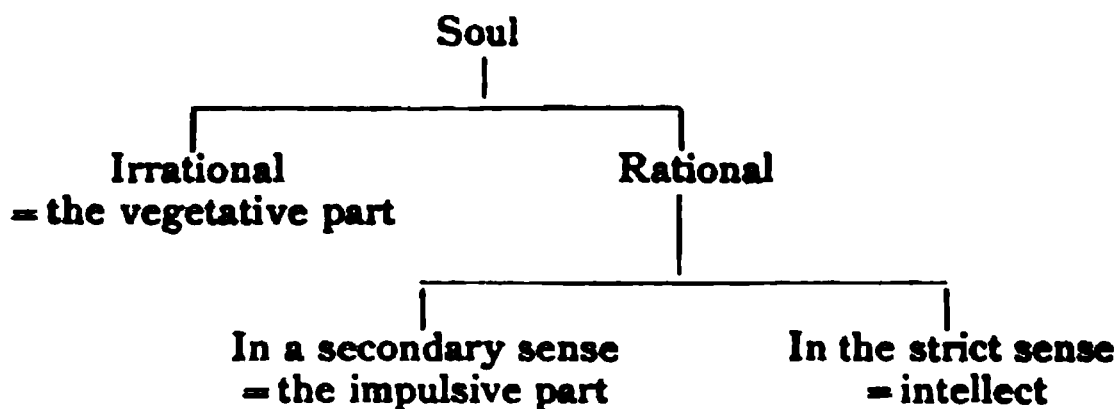 Soul
Irrational
= the vegetative part
Rational
In a secondary sense
= the impulsive part
In the strict sense
= intellect